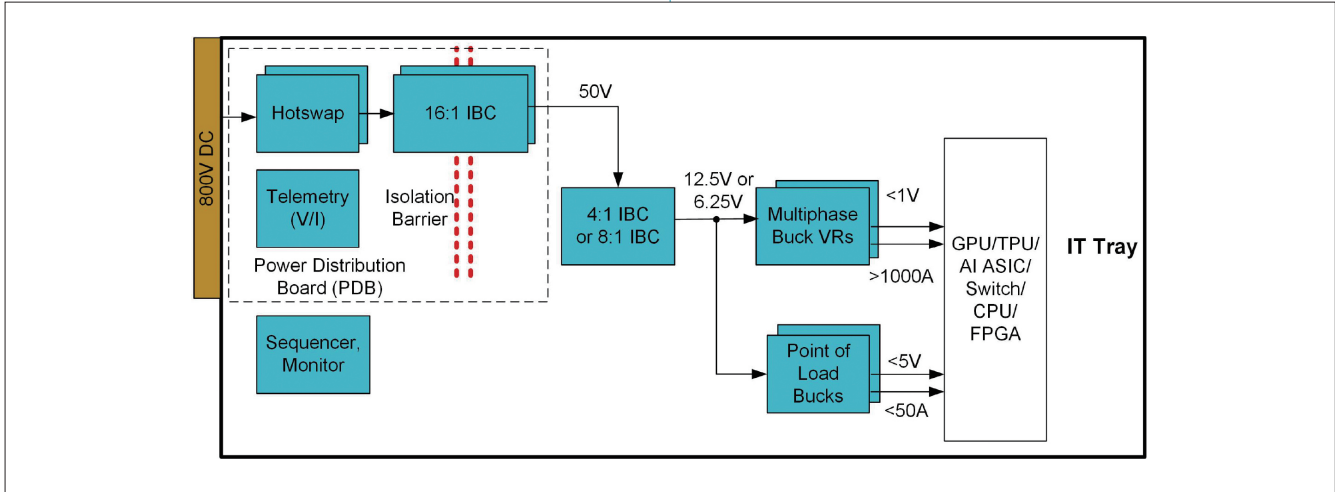 800V DC
Hotswap
16:1 IBC
Telemetry
(V/I)
Isolation
Barrier
Power Distribution
Board (PDB)
Sequencer,
Monitor
50V
4:1 IBC
or 8:1 IBC
12.5V or
6.25V
Multiphase
Buck VRs
<1V
>1000A
Point of
Load
Bucks
<5V
<50A
GPU/TPU/
AI ASIC/
Switch/
CPU/
FPGA
IT Tray